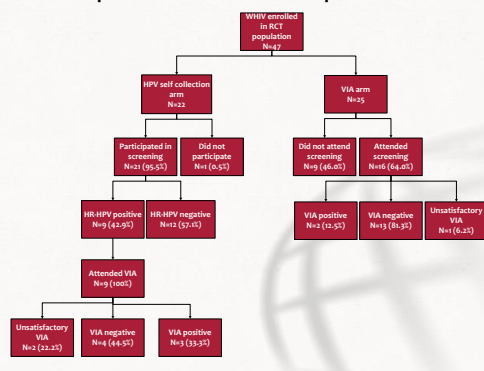 WHIV enrolled
in RCT
population
N=47
HPV self collection
arm
N=22
VIA arm
N=25
Participated in
screening
N=21 (95.5%)
Did not
participate
N=1 (0.5%)
Did not attend
screening
N=9 (46.0%)
Attended
screening
N=16 (64.0%)
HR-HPV positive
N=9 (42.9%)
HR-HPV negative
N=12 (57.1%)
VIA positive
N=2 (12.5%)
VIA negative
N=13 (81.3%)
Unsatisfactory
VIA
N=1 (6.2%)
Attended VIA
N=9 (100%)
Unsatisfactory
VIA
N=2 (22.2%)
VIA negative
N=4 (44.5%)
VIA positive
N=3 (33.3%)